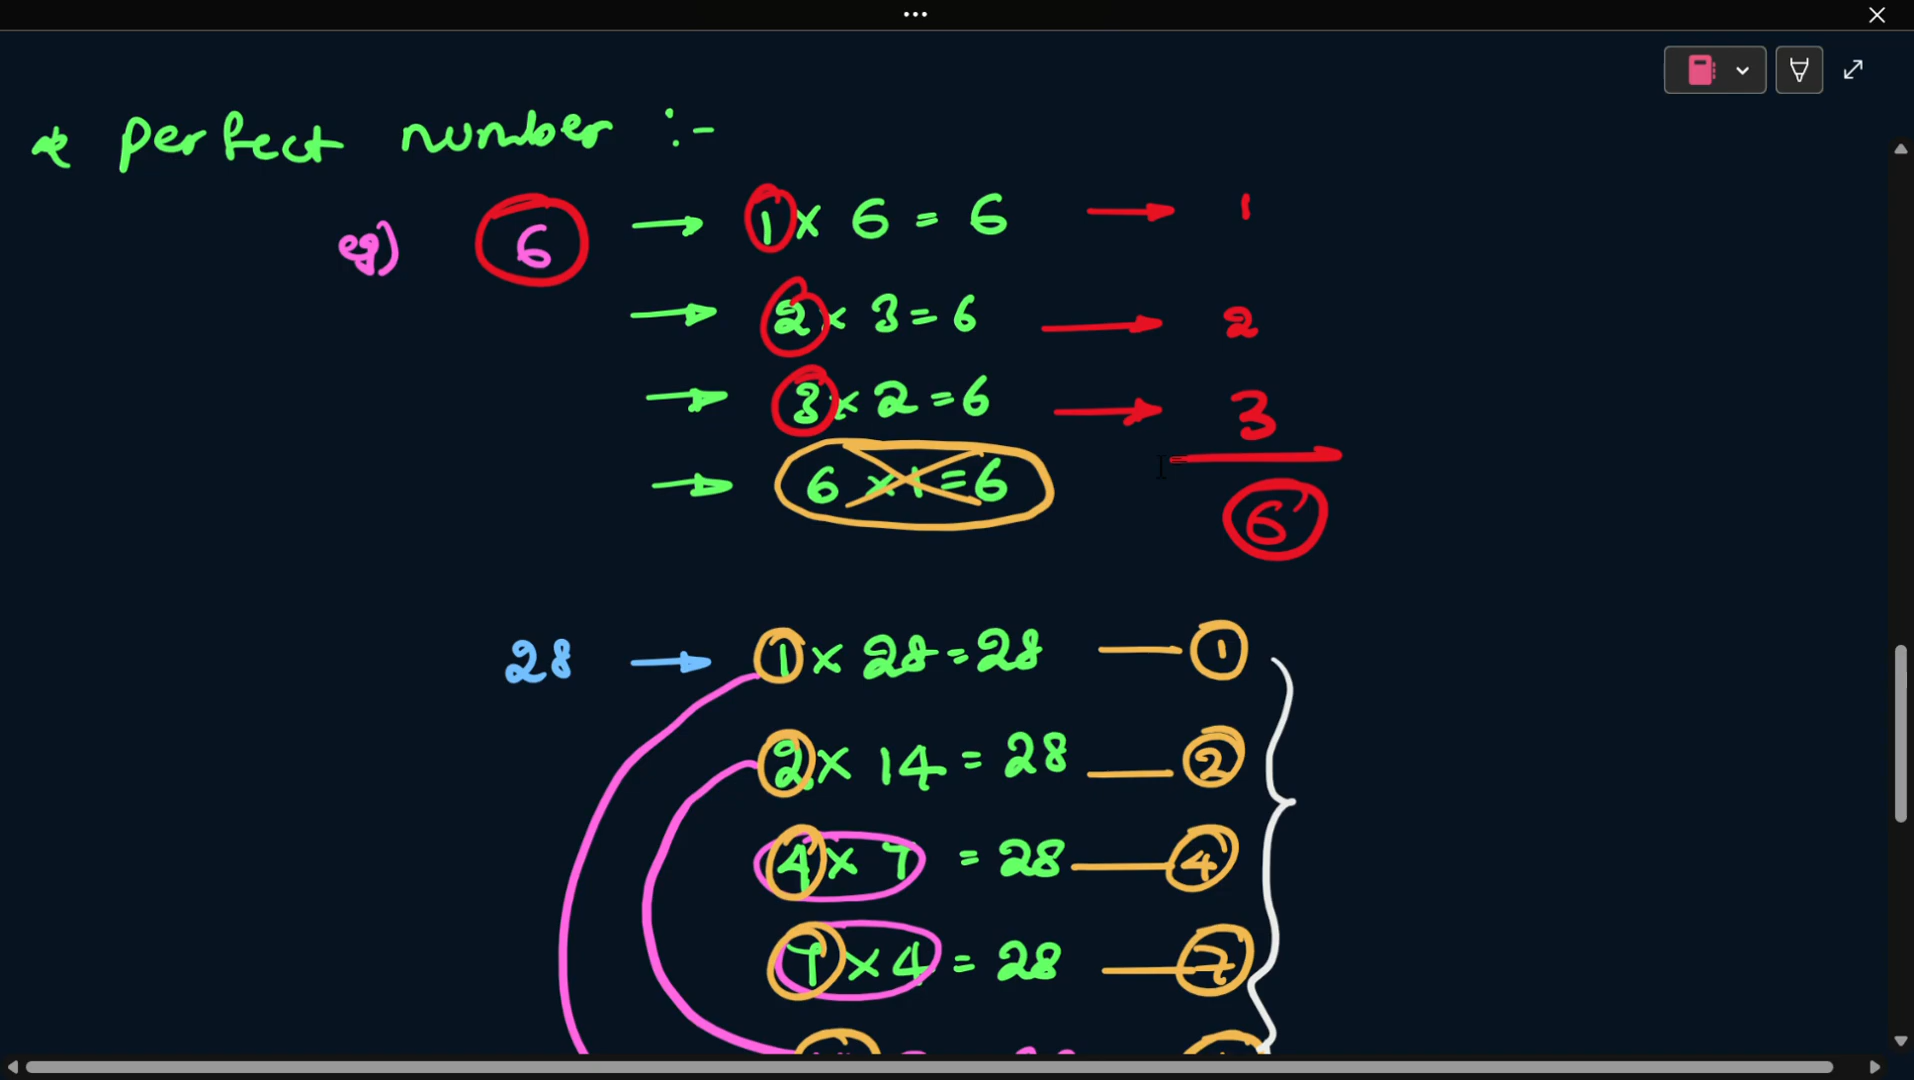 * perfect number :-
eg) 6 → 1 × 6 = 6 → 1
→ 2 × 3 = 6 → 2
→ 3 × 2 = 6 → 3
→ 6 × 1 = 6
6
28 → 1 × 28 = 28 — 1
2 × 14 = 28 — 2
4 × 7 = 28 — 4
7 × 4 = 28 — 7